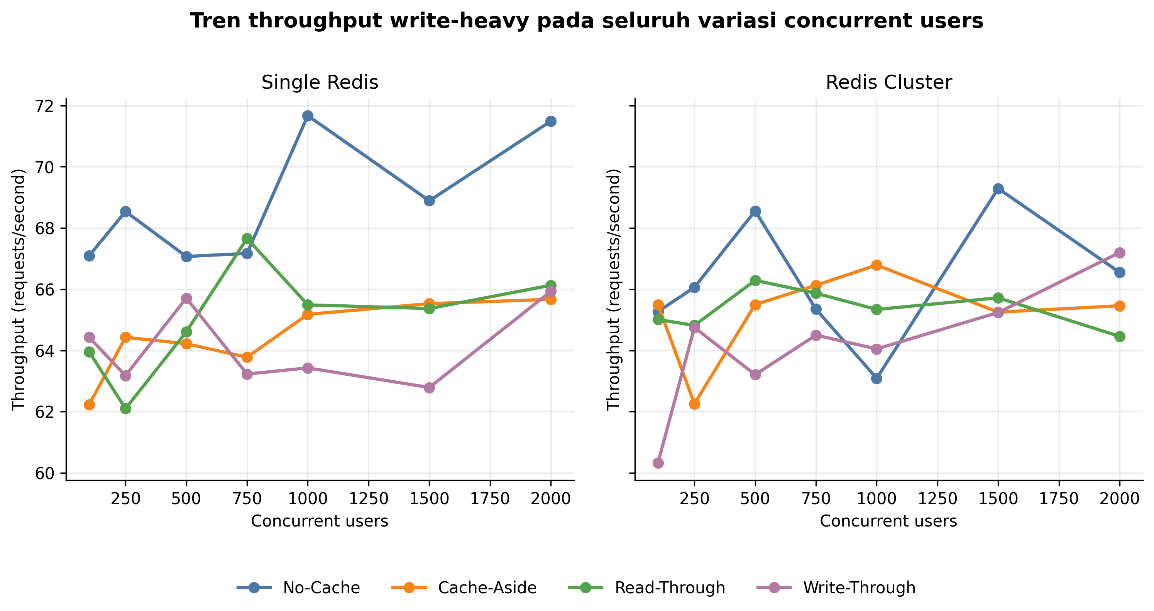 Tren throughput write-heavy pada seluruh variasi concurrent users
Single Redis
Redis Cluster
Throughput (requests/second)
72
70
68
66
64
62
60
250 500 750 1000 1250 1500 1750 2000
Concurrent users
Throughput (requests/second)
250 500 750 1000 1250 1500 1750 2000
Concurrent users
No-Cache Cache-Aside Read-Through Write-Through